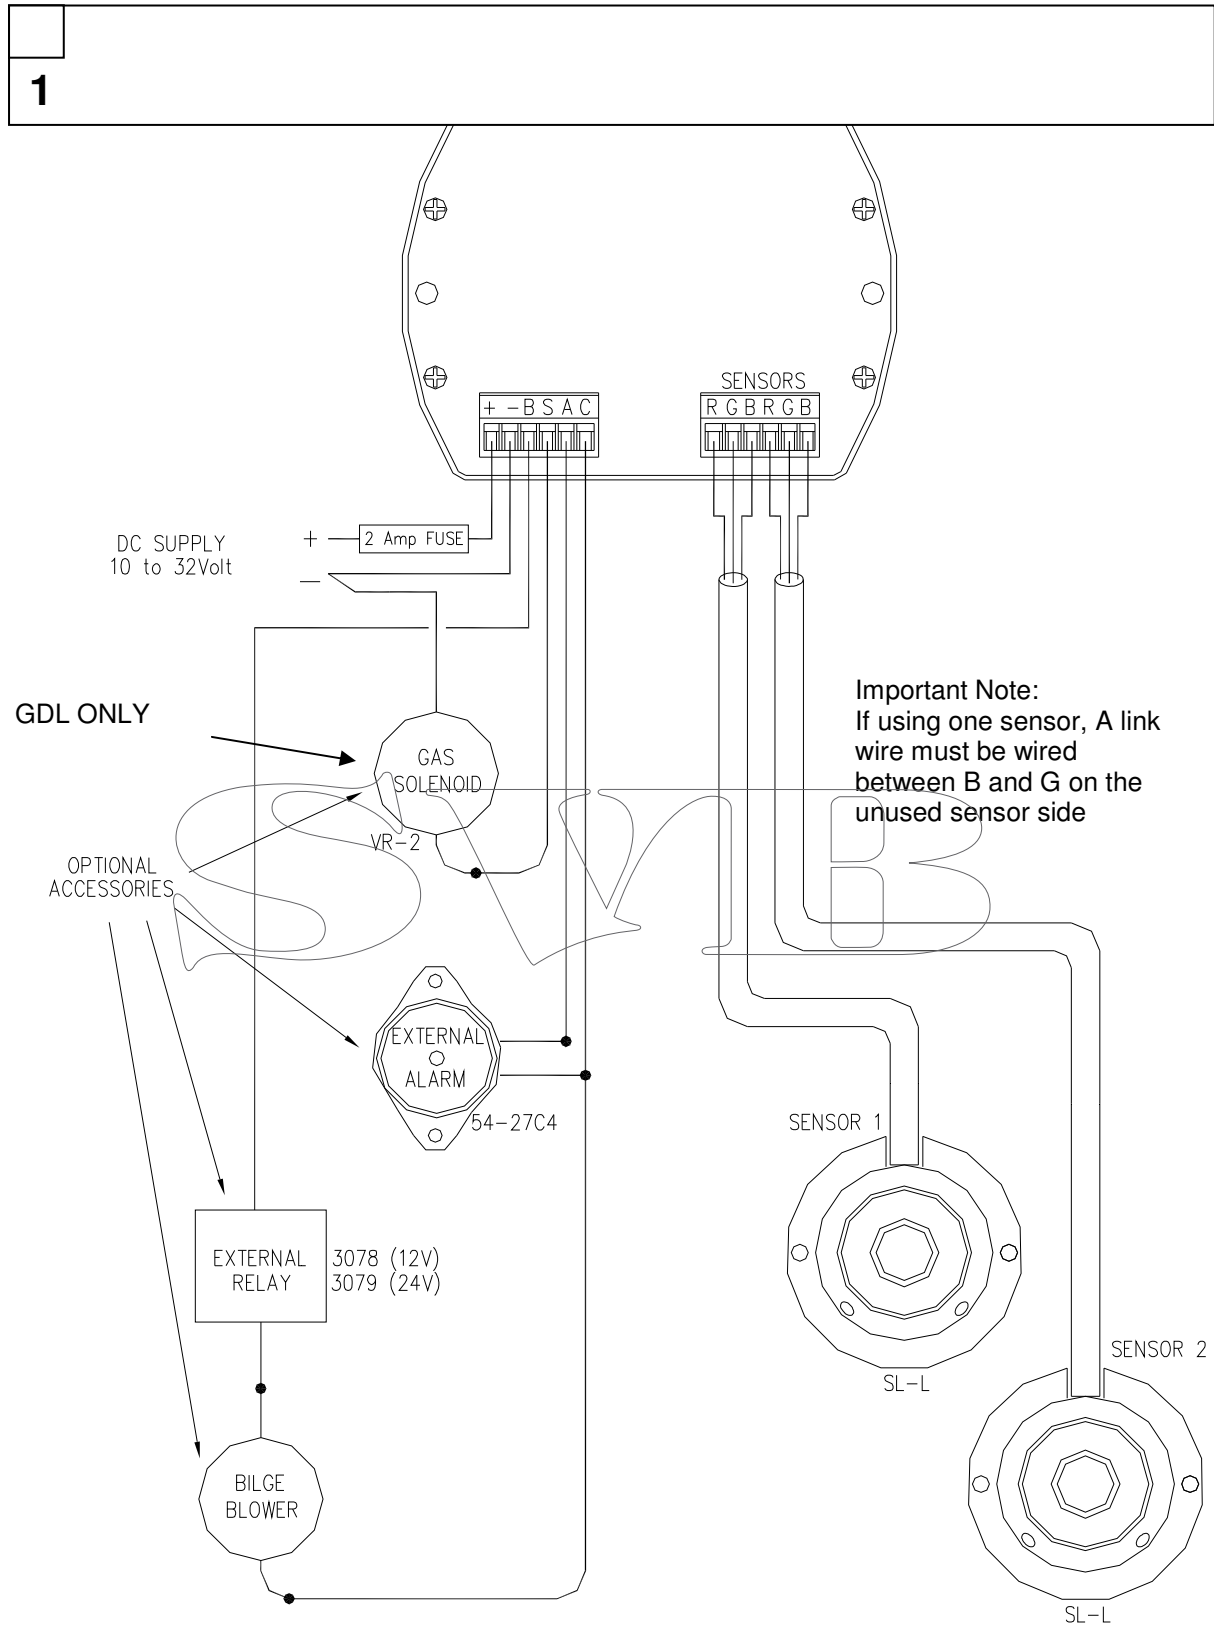 1
SENSORS
+ - B S A C
R G B R G B
DC SUPPLY
10 to 32Volt
+
2 Amp FUSE
—
Important Note:
If using one sensor, A link
wire must be wired
between B and G on the
unused sensor side
GDL ONLY
GAS
SOLENOID
VR-2
SVB
OPTIONAL
ACCESSORIES
EXTERNAL
ALARM
54-27C4
SENSOR 1
SL-L
EXTERNAL
RELAY
3078 (12V)
3079 (24V)
SENSOR 2
SL-L
BILGE
BLOWER